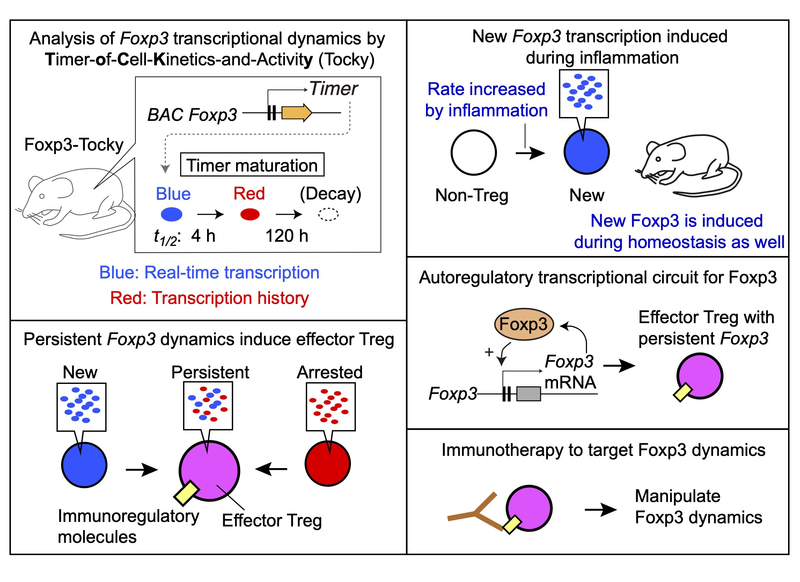 Analysis of Foxp3 transcriptional dynamics by
Timer-of-Cell-Kinetics-and-Activity (Tocky)
Timer
BAC Foxp3
Foxp3-Tocky
Timer maturation
Blue
Red
(Decay)
t1/2: 4 h
120 h
Blue: Real-time transcription
Red: Transcription history
New Foxp3 transcription induced
during inflammation
Rate increased
by inflammation
Non-Treg
New
New Foxp3 is induced
during homeostasis as well
Persistent Foxp3 dynamics induce effector Treg
New
Persistent
Arrested
Immunoregulatory
molecules
Effector Treg
Autoregulatory transcriptional circuit for Foxp3
Foxp3
+
Foxp3
mRNA
Foxp3
Effector Treg with
persistent Foxp3
Immunotherapy to target Foxp3 dynamics
Manipulate
Foxp3 dynamics